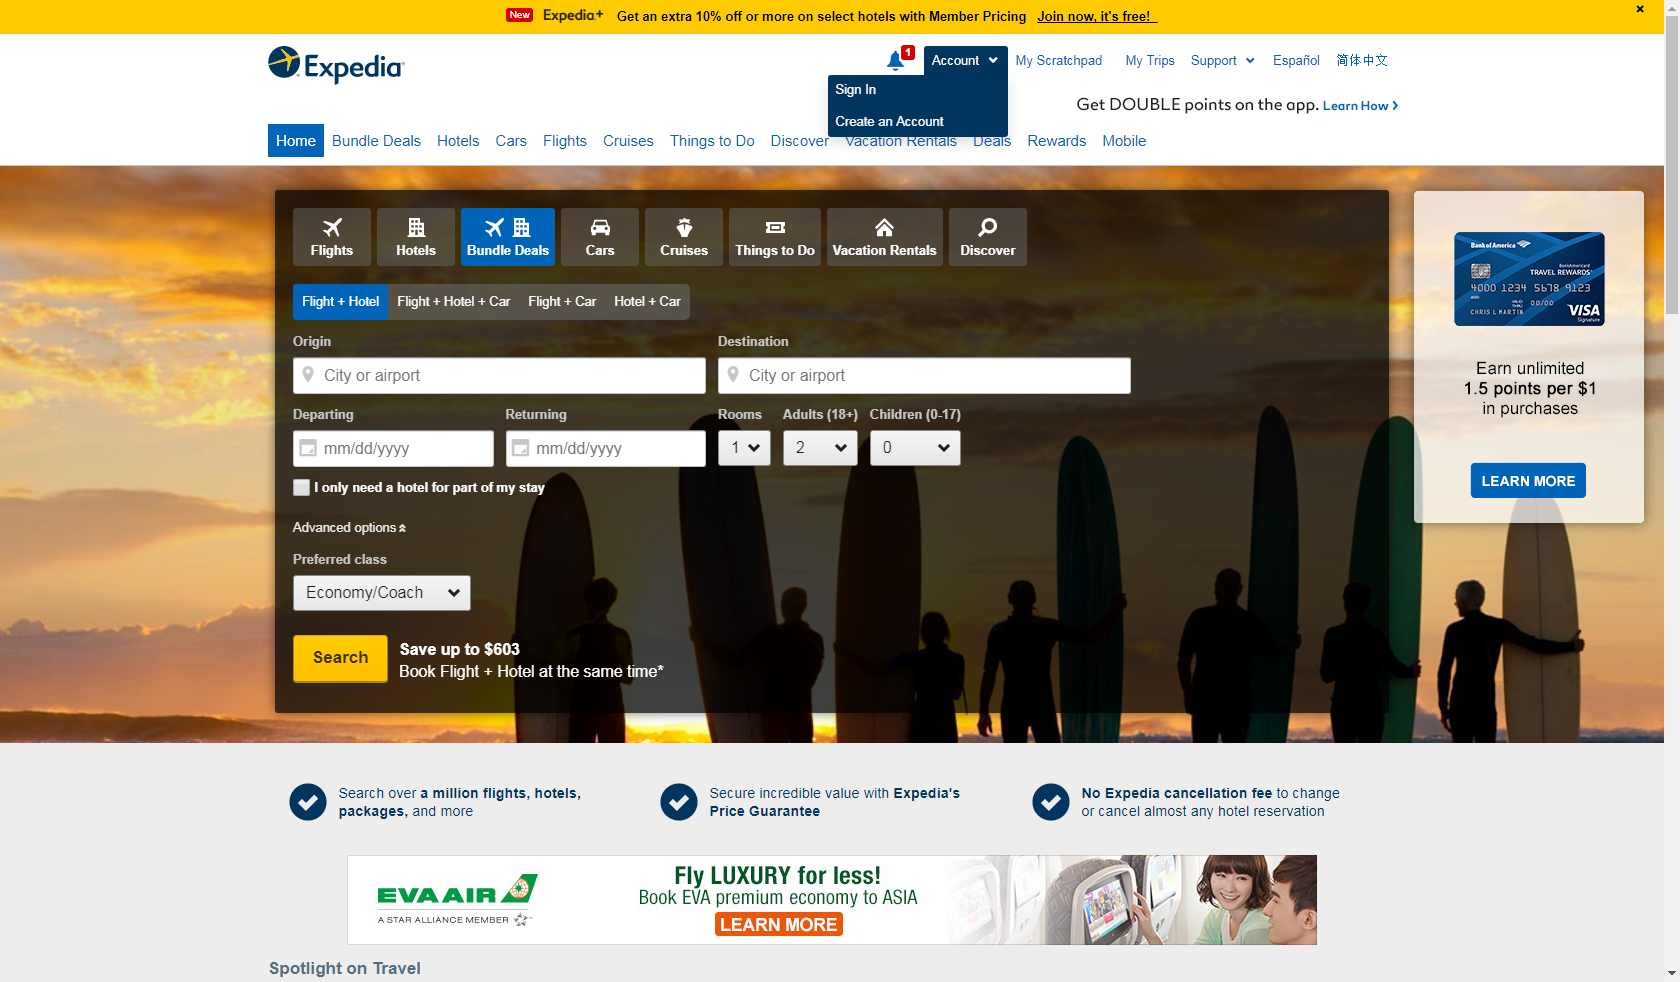 New Expedia+ Get an extra 10% off or more on select hotels with Member Pricing Join now, it's free!
Expedia
1
Account
My Scratchpad
My Trips
Support
Español
简体中文
Sign In
Create an Account
Get DOUBLE points on the app. Learn How
Home
Bundle Deals
Hotels
Cars
Flights
Cruises
Things to Do
Discover
Vacation Rentals
Deals
Rewards
Mobile
Flights
Hotels
Bundle Deals
Cars
Cruises
Things to Do
Vacation Rentals
Discover
Flight + Hotel
Flight + Hotel + Car
Flight + Car
Hotel + Car
Origin
Destination
City or airport
City or airport
Departing
Returning
Rooms
Adults (18+)
Children (0-17)
mm/dd/yyyy
mm/dd/yyyy
1
2
0
I only need a hotel for part of my stay
Advanced options
Preferred class
Economy/Coach
Search
Save up to $603
Book Flight + Hotel at the same time*
Bank of America
BankAmericard
TRAVEL REWARDS
4000 1234 5678 9123
VALID
THRU
00/00
CHRIS L MARTIN
VISA
Signature
Earn unlimited
1.5 points per $1
in purchases
LEARN MORE
Search over a million flights, hotels,
packages, and more
Secure incredible value with Expedia's
Price Guarantee
No Expedia cancellation fee to change
or cancel almost any hotel reservation
EVA AIR
A STAR ALLIANCE MEMBER
Fly LUXURY for less!
Book EVA premium economy to ASIA
LEARN MORE
Spotlight on Travel